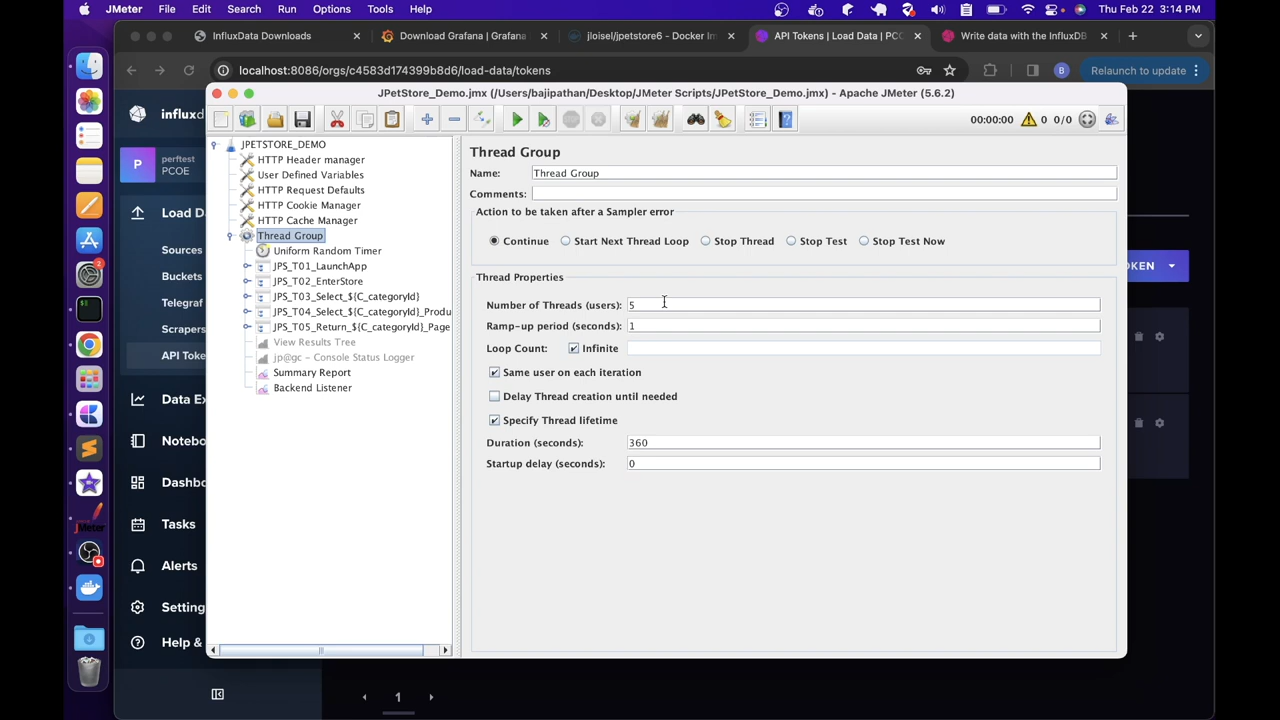 JMeter File Edit Search Run Options Tools Help Thu Feb 22 3:14 PM
InfluxData Downloads
Download Grafana | Grafana
jloisel/jpetstore6 - Docker Im
API Tokens | Load Data | PCO
Write data with the InfluxDB
localhost:8086/orgs/c4583d174399b8d6/load-data/tokens
B
Relaunch to update
JPetStore_Demo.jmx (/Users/bajipathan/Desktop/JMeter Scripts/JPetStore_Demo.jmx) - Apache JMeter (5.6.2)
influxd
00:00:00 0 0/0
P
perftest
PCOE
Load Da
Sources
Buckets
Telegraf
Scrapers
API Toke
Data Ex
Notebo
Dashbo
Tasks
Alerts
Setting
Help &
JPETSTORE_DEMO
HTTP Header manager
User Defined Variables
HTTP Request Defaults
HTTP Cookie Manager
HTTP Cache Manager
Thread Group
Uniform Random Timer
JPS_T01_LaunchApp
JPS_T02_EnterStore
JPS_T03_Select_${C_categoryId}
JPS_T04_Select_${C_categoryId}_Produ
JPS_T05_Return_${C_categoryId}_Page
View Results Tree
jp@gc - Console Status Logger
Summary Report
Backend Listener
Thread Group
Name: Thread Group
Comments:
Action to be taken after a Sampler error
Continue Start Next Thread Loop Stop Thread Stop Test Stop Test Now
Thread Properties
Number of Threads (users): 5
Ramp-up period (seconds): 1
Loop Count: Infinite
Same user on each iteration
Delay Thread creation until needed
Specify Thread lifetime
Duration (seconds): 360
Startup delay (seconds): 0
OKEN
2
JMeter
1